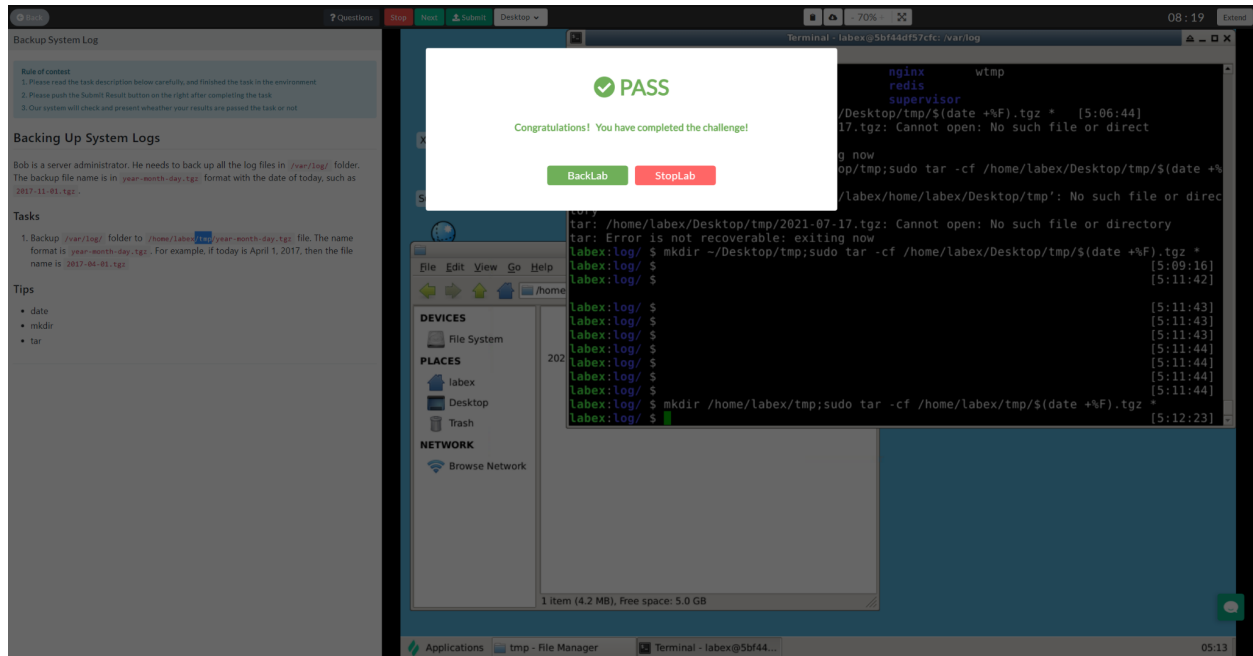 Back
? Questions
Stop
Next
Submit
Desktop
- 70% +
08 : 19
Extend
Backup System Log
Rule of contest
1. Please read the task description below carefully, and finished the task in the environment
2. Please push the Submit Result button on the right after completing the task
3. Our system will check and present wheather your results are passed the task or not
Backing Up System Logs
Bob is a server administrator. He needs to back up all the log files in /var/log/ folder.
The backup file name is in year-month-day.tgz format with the date of today, such as
2017-11-01.tgz.
Tasks
1. Backup /var/log/ folder to /home/labex/tmp/year-month-day.tgz file. The name
format is year-month-day.tgz. For example, if today is April 1, 2017, then the file
name is 2017-04-01.tgz
Tips
date
mkdir
tar
PASS
Congratulations! You have completed the challenge!
BackLab
StopLab
Terminal - labex@5bf44df57cfc: /var/log
nginx wtmp
redis
supervisor
/Desktop/tmp/$(date +%F).tgz * [5:06:44]
17.tgz: Cannot open: No such file or direct
g now
op/tmp;sudo tar -cf /home/labex/Desktop/tmp/$(date +%
/labex/home/labex/Desktop/tmp': No such file or direc
tory
tar: /home/labex/Desktop/tmp/2021-07-17.tgz: Cannot open: No such file or directory
tar: Error is not recoverable: exiting now
labex:log/ $ mkdir ~/Desktop/tmp;sudo tar -cf /home/labex/Desktop/tmp/$(date +%F).tgz *
labex:log/ $ [5:09:16]
labex:log/ $ [5:11:42]
labex:log/ $ [5:11:43]
labex:log/ $ [5:11:43]
labex:log/ $ [5:11:43]
labex:log/ $ [5:11:44]
labex:log/ $ [5:11:44]
labex:log/ $ [5:11:44]
labex:log/ $ [5:11:44]
labex:log/ $ mkdir /home/labex/tmp;sudo tar -cf /home/labex/tmp/$(date +%F).tgz *
labex:log/ $ [5:12:23]
File Edit View Go Help
/home
DEVICES
File System
PLACES
labex
Desktop
Trash
NETWORK
Browse Network
202
1 item (4.2 MB), Free space: 5.0 GB
Applications
tmp - File Manager
Terminal - labex@5bf44...
05:13